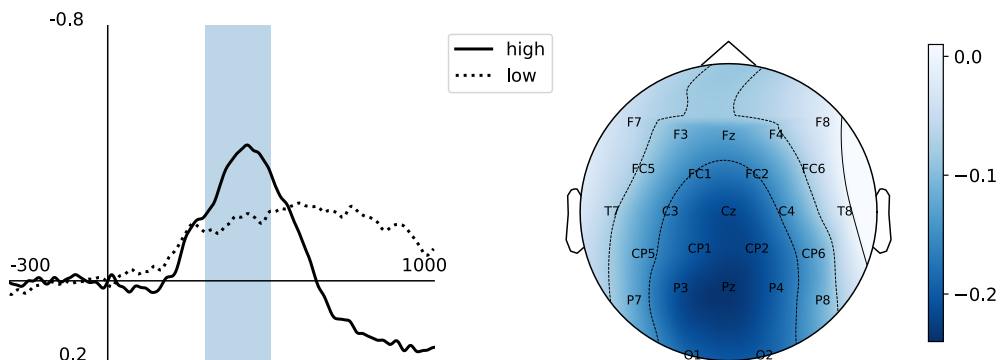 -0.8
high
low
-300
1000
0.2
F7
F3
Fz
F4
F8
FC5
FC1
FC2
FC6
T7
C3
Cz
C4
T8
CP5
CP1
CP2
CP6
P7
P3
Pz
P4
P8
O1
O2
0.0
−0.1
−0.2